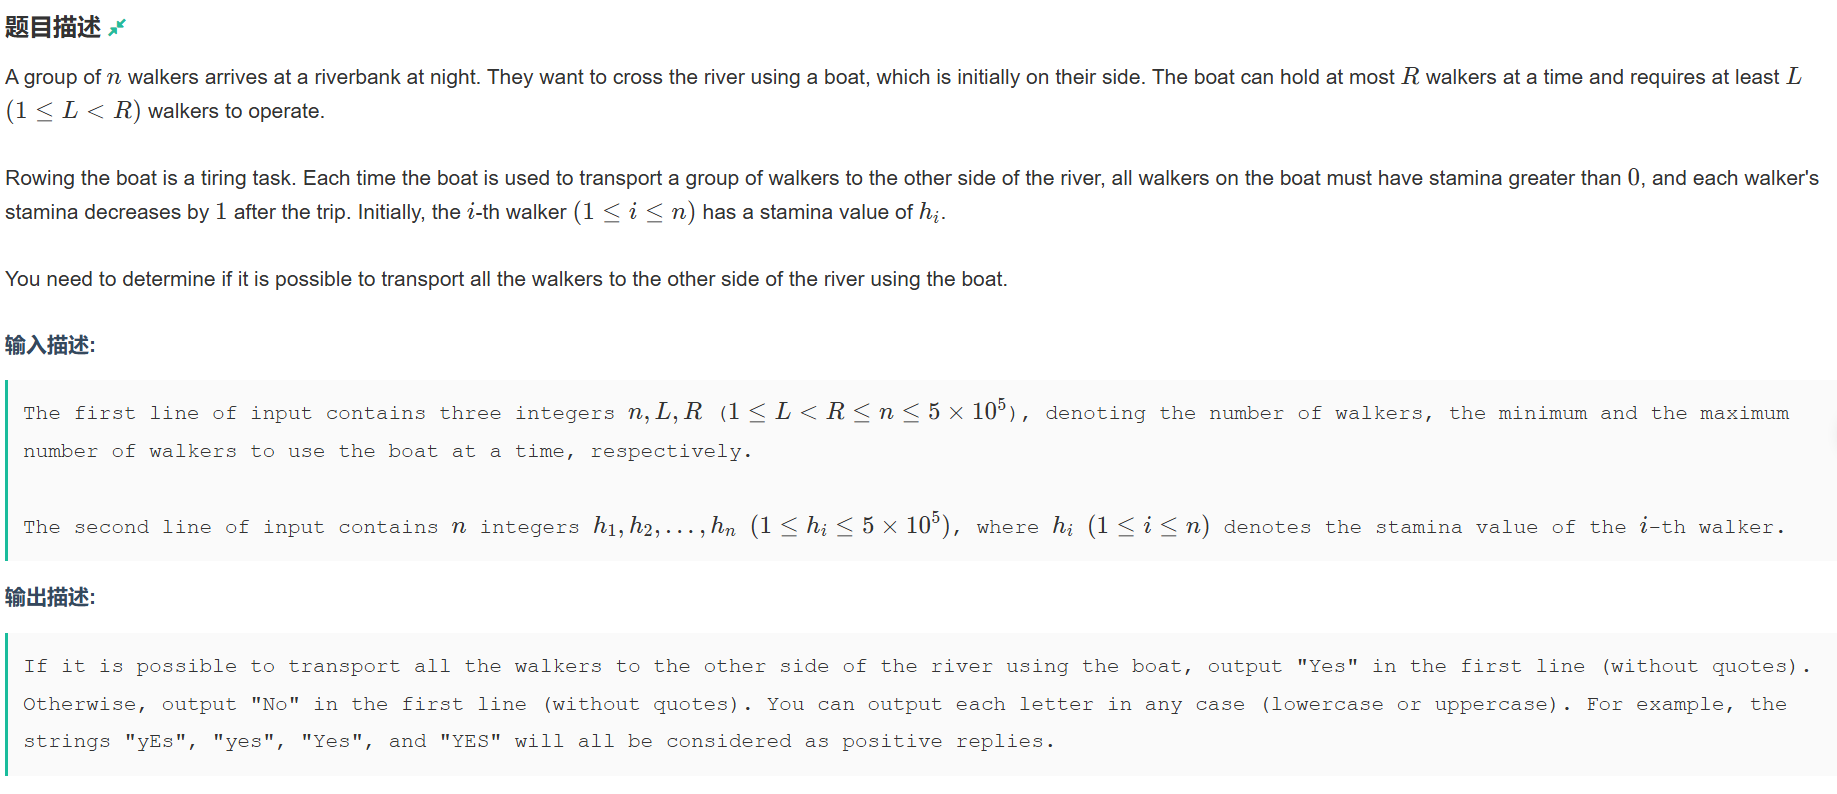 题目描述
A group of n walkers arrives at a riverbank at night. They want to cross the river using a boat, which is initially on their side. The boat can hold at most R walkers at a time and requires at least L
(1 ≤ L < R) walkers to operate.
Rowing the boat is a tiring task. Each time the boat is used to transport a group of walkers to the other side of the river, all walkers on the boat must have stamina greater than 0, and each walker's
stamina decreases by 1 after the trip. Initially, the i-th walker (1 ≤ i ≤ n) has a stamina value of h_i.
You need to determine if it is possible to transport all the walkers to the other side of the river using the boat.
输入描述:
The first line of input contains three integers n, L, R (1 ≤ L < R ≤ n ≤ 5 × 10^5), denoting the number of walkers, the minimum and the maximum
number of walkers to use the boat at a time, respectively.
The second line of input contains n integers h_1, h_2, ..., h_n (1 ≤ h_i ≤ 5 × 10^5), where h_i (1 ≤ i ≤ n) denotes the stamina value of the i-th walker.
输出描述:
If it is possible to transport all the walkers to the other side of the river using the boat, output "Yes" in the first line (without quotes).
Otherwise, output "No" in the first line (without quotes). You can output each letter in any case (lowercase or uppercase). For example, the
strings "yEs", "yes", "Yes", and "YES" will all be considered as positive replies.